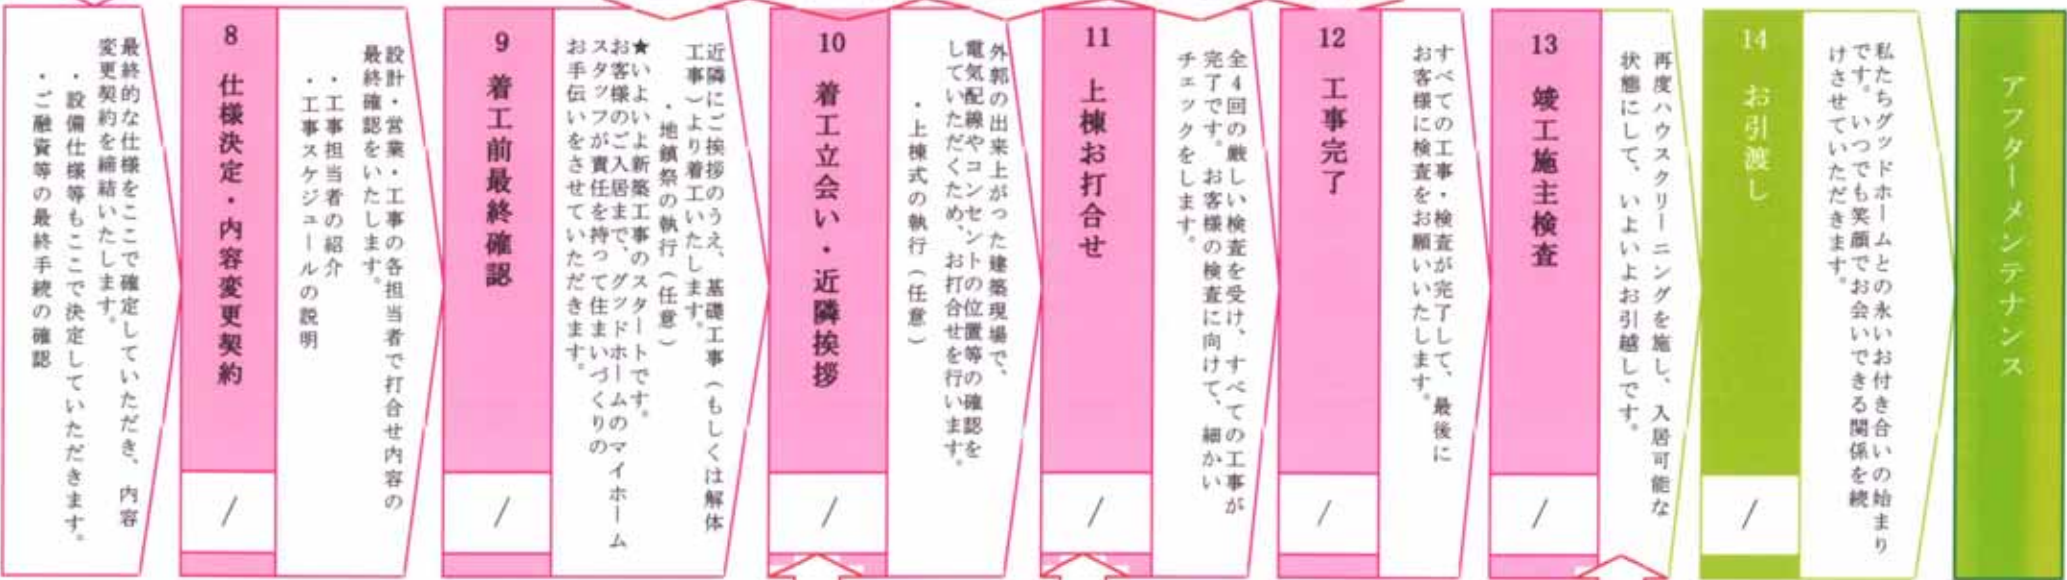 8 仕様決定・内容変更契約
/
最終的な仕様をここで確定していただき、内容
変更契約を締結いたします。
・設備仕様等もここで決定していただきます。
・ご融資等の最終手続の確認
9 着工前最終確認
/
設計・営業・工事の各担当者で打合せ内容の
最終確認をいたします。
・工事担当者の紹介
・工事スケジュールの説明
10 着工立会い・近隣挨拶
/
近隣にご挨拶のうえ、基礎工事（もしくは解体
工事）より着工いたします。
・地鎮祭の執行（任意）
★いよいよ新築工事のスタートです。
お客様のご入居まで、グッドホームのマイホーム
スタッフが責任を持って住まいづくりの
お手伝いをさせていただきます。
11 上棟お打合せ
/
外郭の出来上がった建築現場で、
電気配線やコンセントの位置等の確認を
していただくため、お打合せを行います。
・上棟式の執行（任意）
12 工事完了
/
全4回の厳しい検査を受け、すべての工事が
完了です。お客様の検査に向けて、細かい
チェックをします。
13 竣工施主検査
/
すべての工事・検査が完了して、最後に
お客様に検査をお願いいたします。
14 お引渡し
/
再度ハウスクリーニングを施し、入居可能な
状態にして、いよいよお引越しです。
アフターメンテナンス
私たちグッドホームとの永いお付き合いの始まり
です。いつでも笑顔でお会いできる関係を続
けさせていただきます。